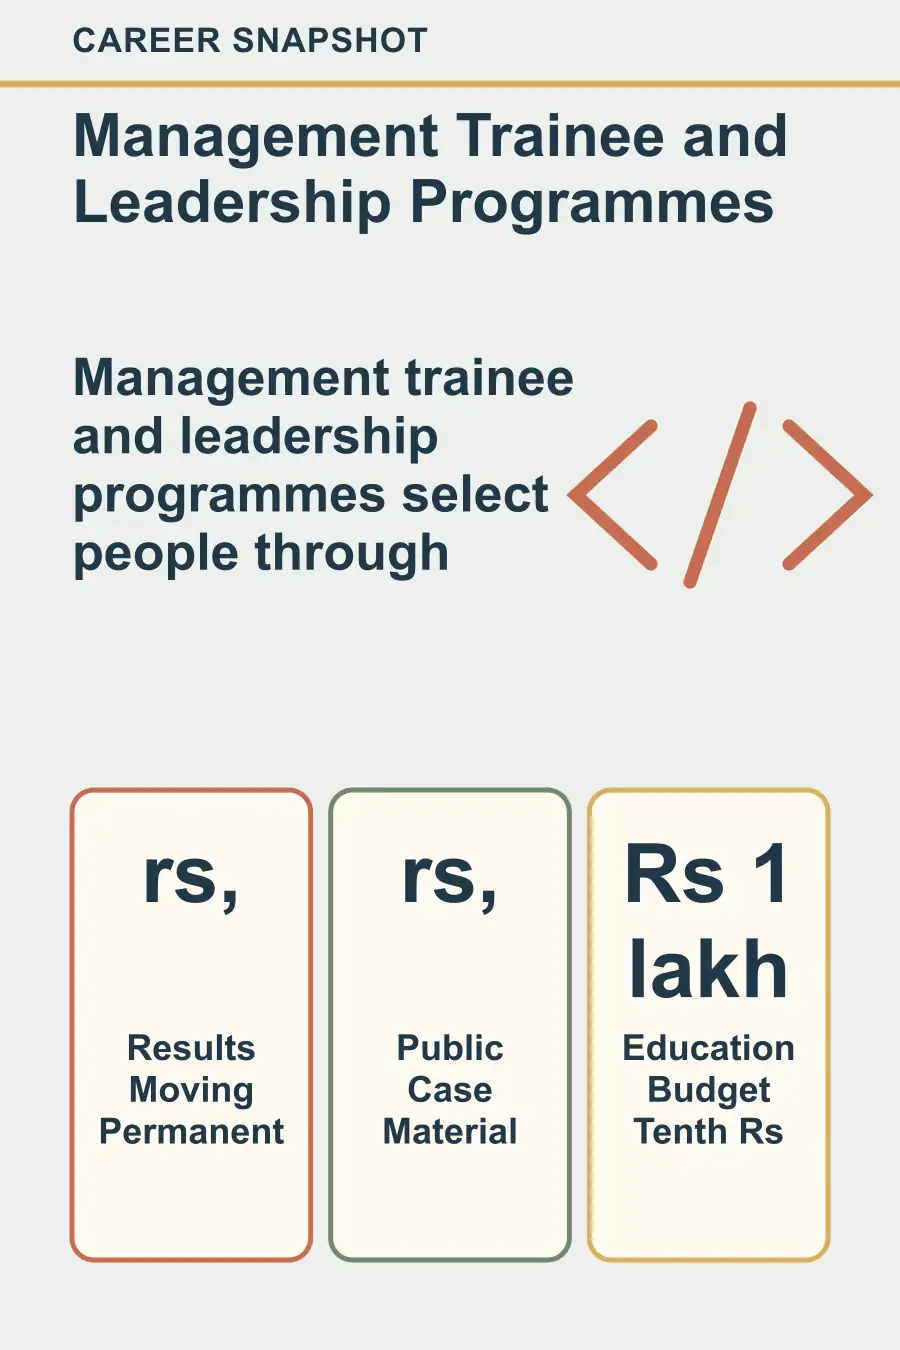 CAREER SNAPSHOT
Management Trainee and
Leadership Programmes
Management trainee
and leadership
programmes select
people through
rs,
Results
Moving
Permanent
rs,
Public
Case
Material
Rs 1
lakh
Education
Budget
Tenth Rs